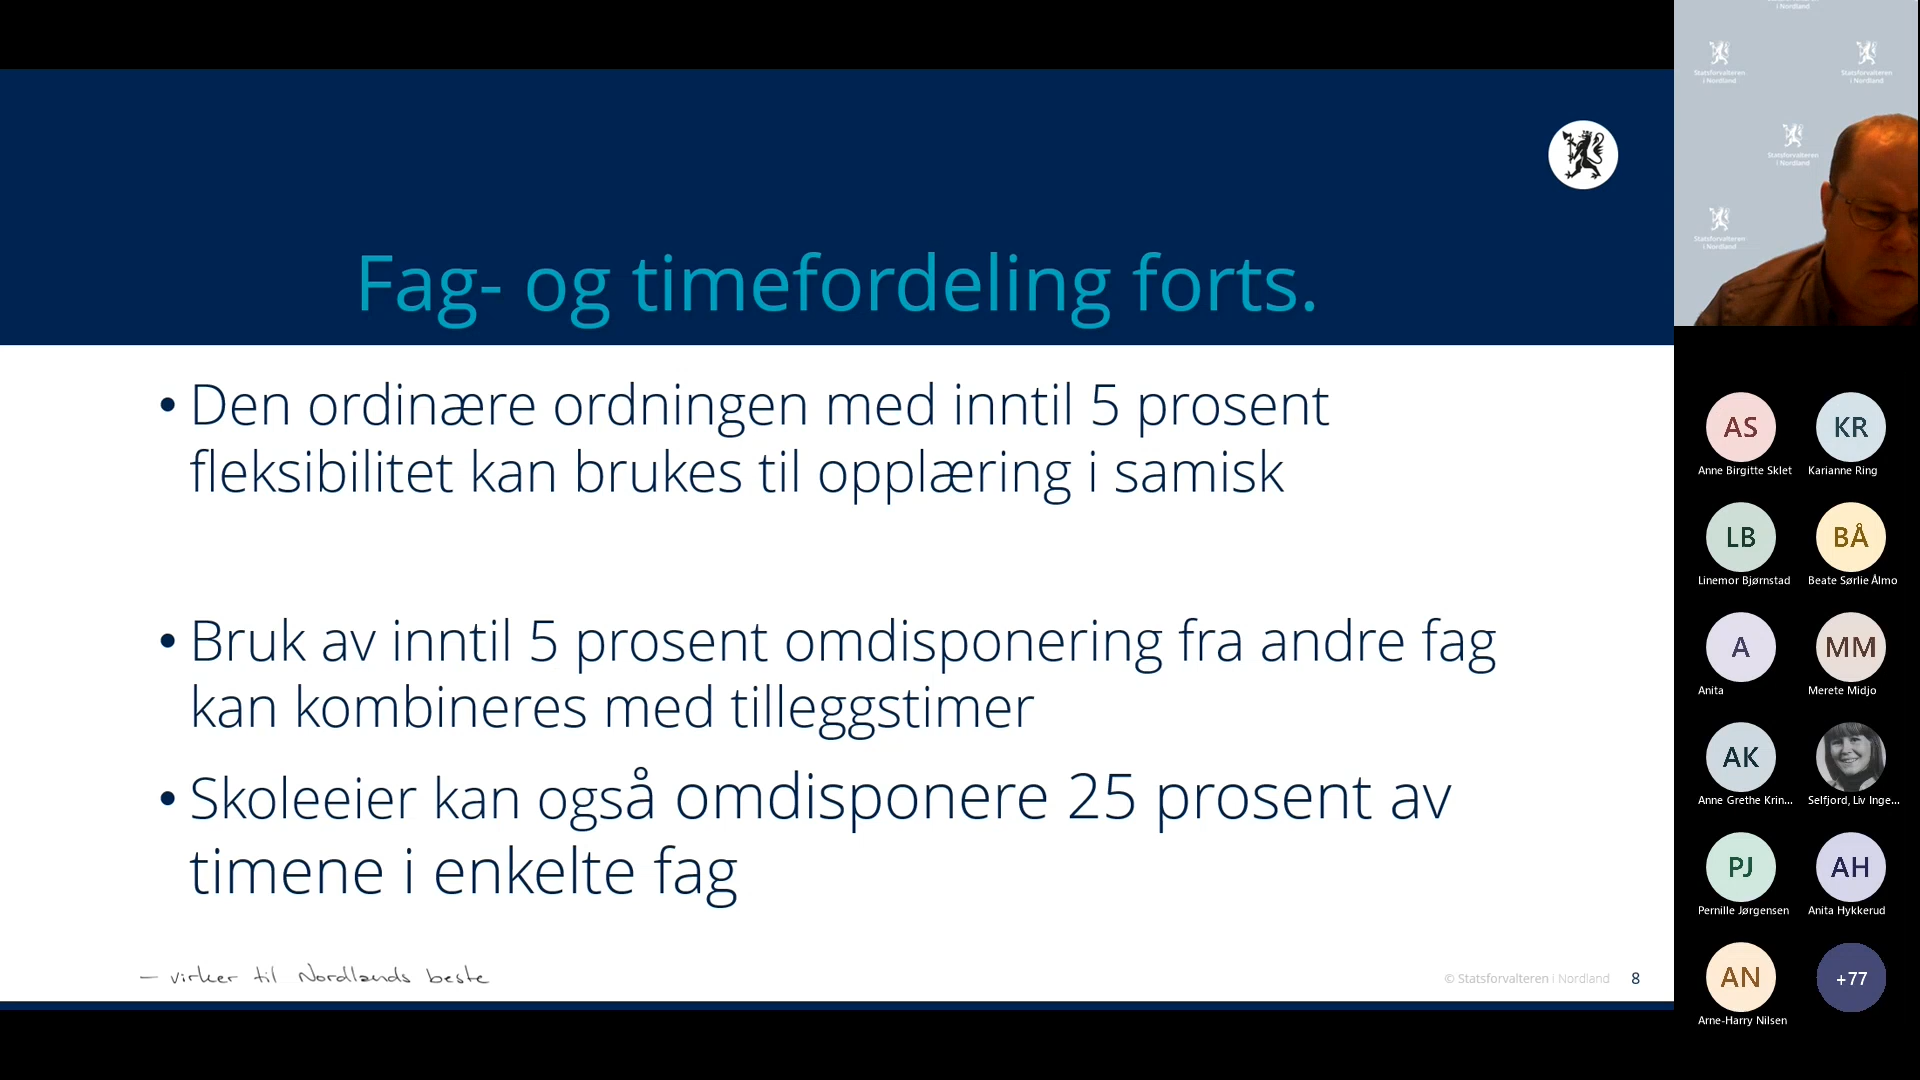 Fag- og timefordeling forts.
• Den ordinære ordningen med inntil 5 prosent
fleksibilitet kan brukes til opplæring i samisk
• Bruk av inntil 5 prosent omdisponering fra andre fag
kan kombineres med tilleggstimer
• Skoleeier kan også omdisponere 25 prosent av
timene i enkelte fag
– virker til Nordlands beste
© Statsforvalteren i Nordland 8
Statsforvalteren
i Nordland
Statsforvalteren
i Nordland
Statsforvalteren
i Nordland
Statsforvalteren
i Nordland
i Nordland
AS KR
Anne Birgitte Sklet Karianne Ring
LB BÅ
Linemor Bjørnstad Beate Sørlie Ålmo
A MM
Anita Merete Midjo
AK
Anne Grethe Krin... Selfjord, Liv Inge...
PJ AH
Pernille Jørgensen Anita Hykkerud
AN +77
Arne-Harry Nilsen